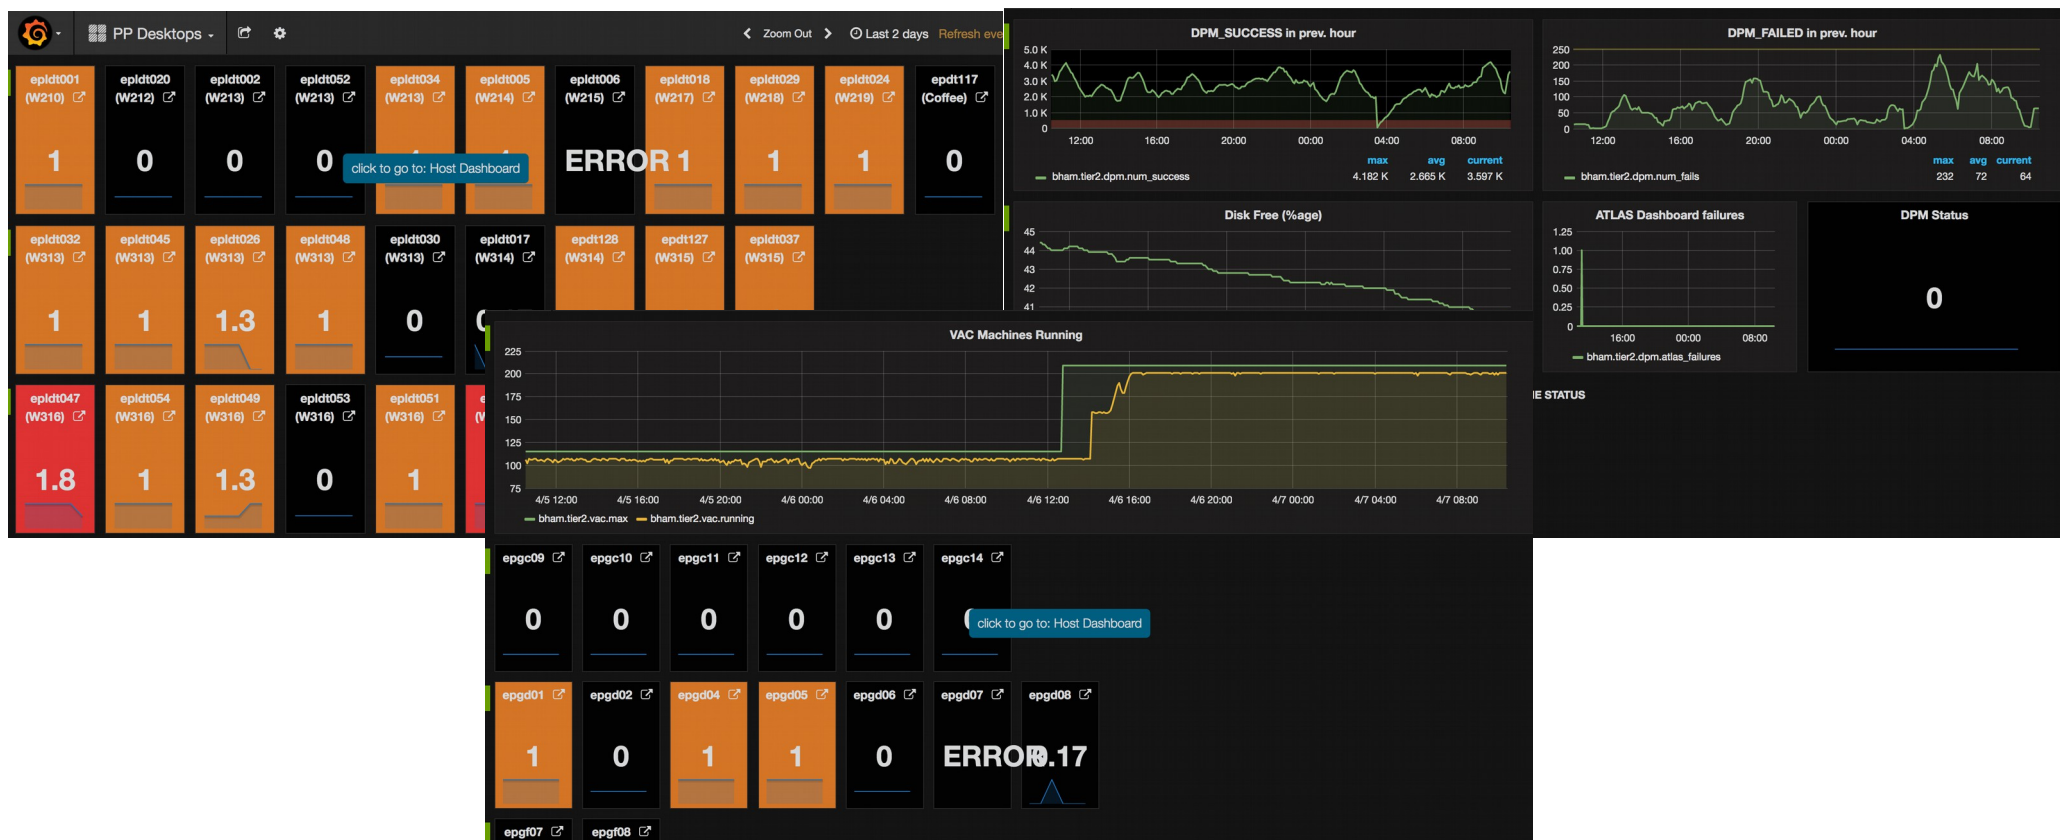 PP Desktops
Zoom Out
Last 2 days
Refresh eve
epldt001 epldt020 epldt002 epldt052 epldt034 epldt005 epldt006 epldt018 epldt029 epldt024 epdt117
(W210) (W212) (W213) (W213) (W213) (W214) (W215) (W217) (W218) (W219) (Coffee)
1 0 0 0 ERROR 1 1 1 0
click to go to: Host Dashboard
epldt032 epldt045 epldt026 epldt048 epldt030 epldt017 epdt128 epdt127 epldt037
(W313) (W313) (W313) (W313) (W313) (W314) (W314) (W315) (W315)
1 1 1.3 1 0
epldt047 epldt054 epldt049 epldt053 epldt051
(W316) (W316) (W316) (W316) (W316)
1.8 1 1.3 0 1
DPM_SUCCESS in prev. hour
5.0 K
4.0 K
3.0 K
2.0 K
1.0 K
0
12:00 16:00 20:00 00:00 04:00 08:00
max avg current
bham.tier2.dpm.num_success 4.182 K 2.665 K 3.597 K
DPM_FAILED in prev. hour
250
200
150
100
50
0
12:00 16:00 20:00 00:00 04:00 08:00
max avg current
bham.tier2.dpm.num_fails 232 72 64
Disk Free (%age)
45
44
43
42
41
ATLAS Dashboard failures
1.25
1.00
0.75
0.50
0.25
0
16:00 00:00 08:00
bham.tier2.dpm.atlas_failures
DPM Status
0
IE STATUS
VAC Machines Running
225
200
175
150
125
100
75
4/5 12:00 4/5 16:00 4/5 20:00 4/6 00:00 4/6 04:00 4/6 08:00 4/6 12:00 4/6 16:00 4/6 20:00 4/7 00:00 4/7 04:00 4/7 08:00
bham.tier2.vac.max bham.tier2.vac.running
epgc09 epgc10 epgc11 epgc12 epgc13 epgc14
0 0 0 0 0
click to go to: Host Dashboard
epgd01 epgd02 epgd04 epgd05 epgd06 epgd07 epgd08
1 0 1 1 0 ERROR 0.17
epgf07 epgf08